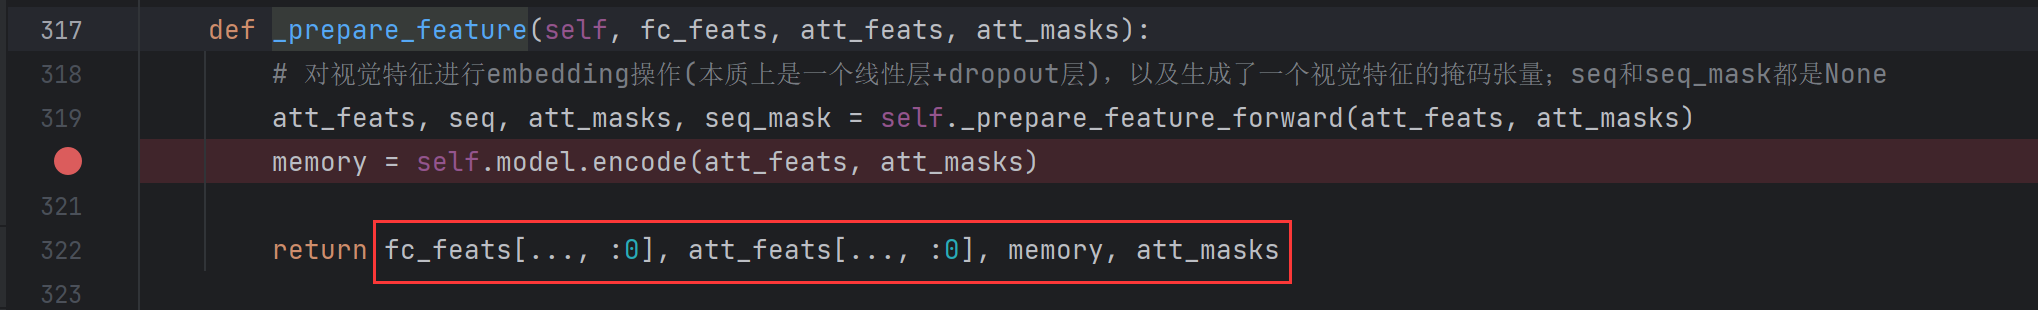 317 def _prepare_feature(self, fc_feats, att_feats, att_masks):
318 # 对视觉特征进行embedding操作(本质上是一个线性层+dropout层)，以及生成了一个视觉特征的掩码张量；seq和seq_mask都是None
319 att_feats, seq, att_masks, seq_mask = self._prepare_feature_forward(att_feats, att_masks)
memory = self.model.encode(att_feats, att_masks)
321
322 return fc_feats[..., :0], att_feats[..., :0], memory, att_masks
323